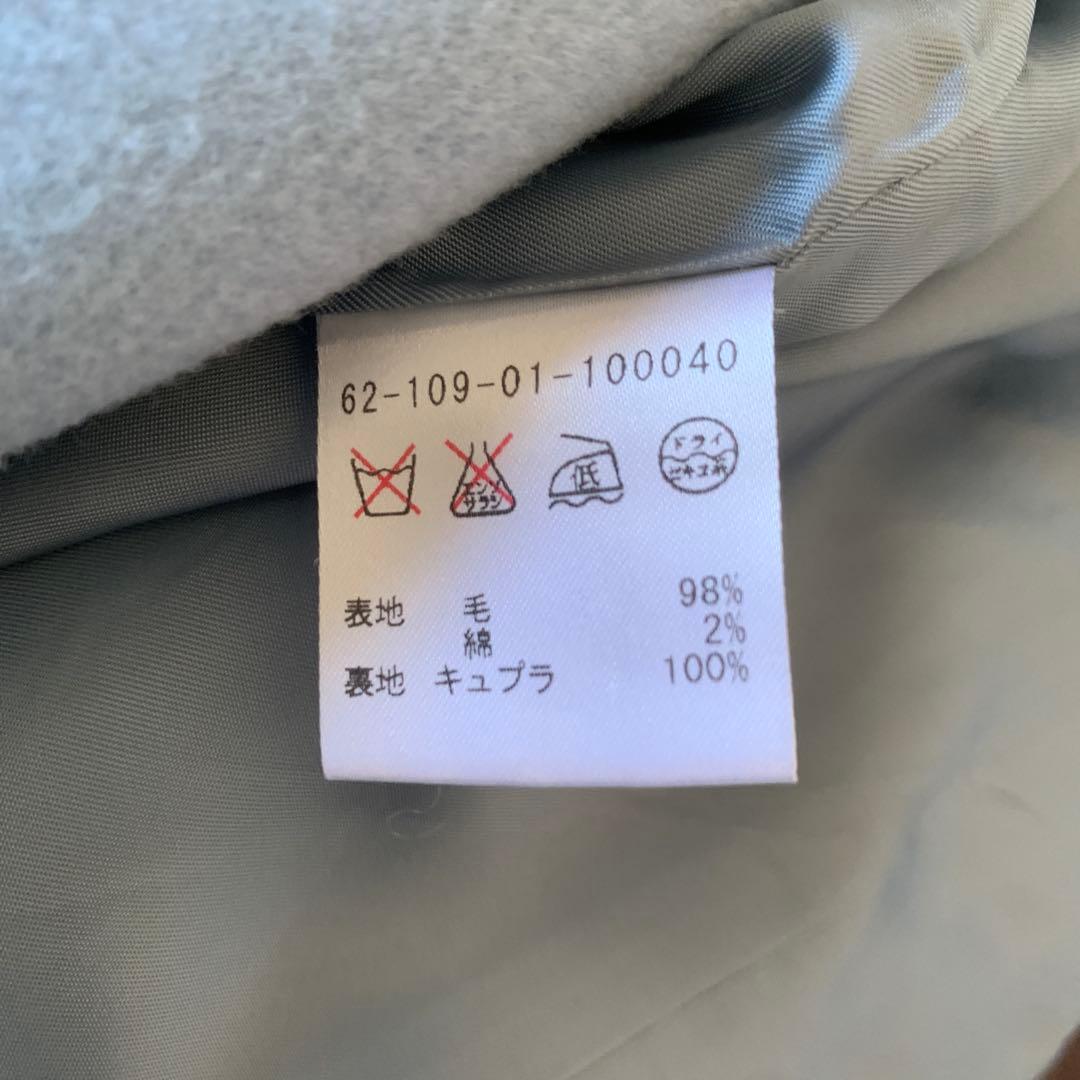 62-109-01-100040
エンソ サラシ 低 ドライ セキユ系
表地 毛 98%
綿 2%
裏地 キュプラ 100%